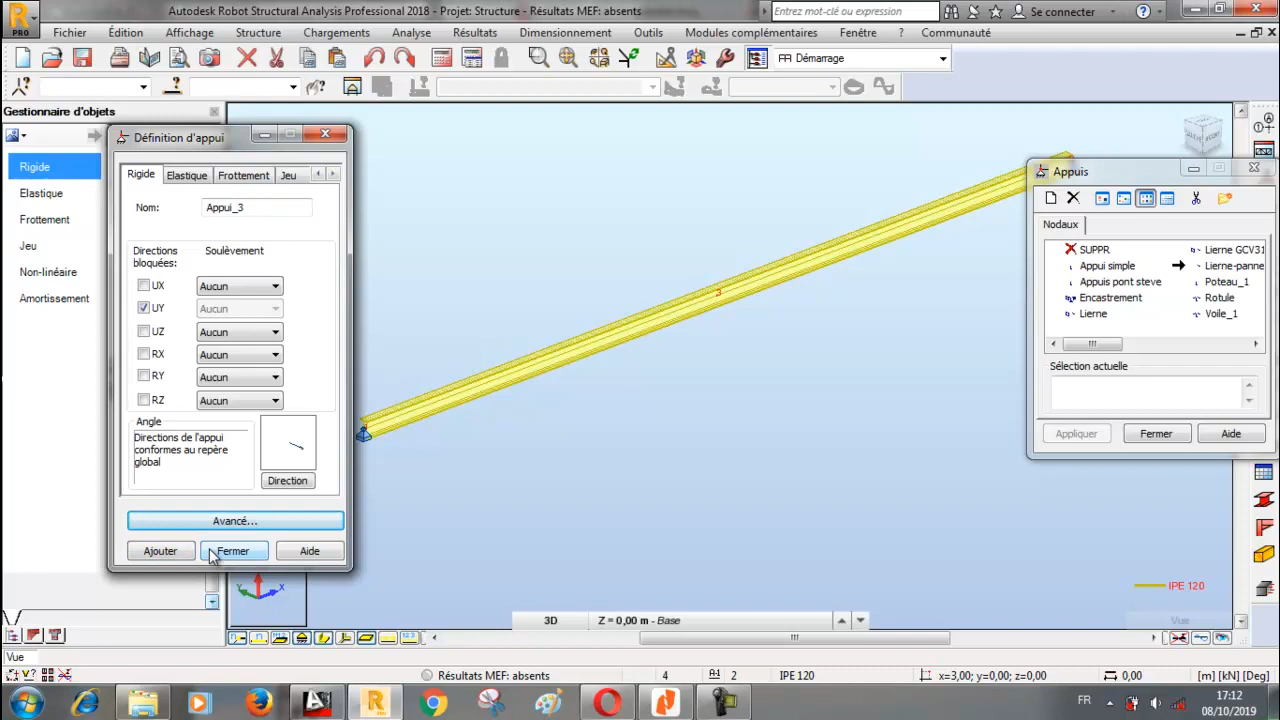 PRO
Autodesk Robot Structural Analysis Professional 2018 - Projet: Structure - Résultats MEF: absents
Entrez mot-clé ou expression
Se connecter
Fichier Édition Affichage Structure Chargements Analyse Résultats Dimensionnement Outils Modules complémentaires Fenêtre ? Communauté
Démarrage
Gestionnaire d'objets
Rigide
Elastique
Frottement
Jeu
Non-linéaire
Amortissement
Définition d'appui
Rigide Elastique Frottement Jeu
Nom: Appui_3
Directions bloquées: Soulèvement
UX Aucun
UY Aucun
UZ Aucun
RX Aucun
RY Aucun
RZ Aucun
Angle
Directions de l'appui
conformes au repère
global
Direction
Avancé...
Ajouter Fermer Aide
3
Appuis
Nodaux
SUPPR Lierne GCV31
Appui simple Lierne-panne
Appuis pont steve Poteau_1
Encastrement Rotule
Lierne Voile_1
Sélection actuelle
Appliquer Fermer Aide
IPE 120
Y X
3D Z = 0,00 m - Base
Vue
Vue
Résultats MEF: absents 4 2 IPE 120 x=3,00; y=0,00; z=0,00 0,00 [m] [kN] [Deg]
FR 17:12
08/10/2019